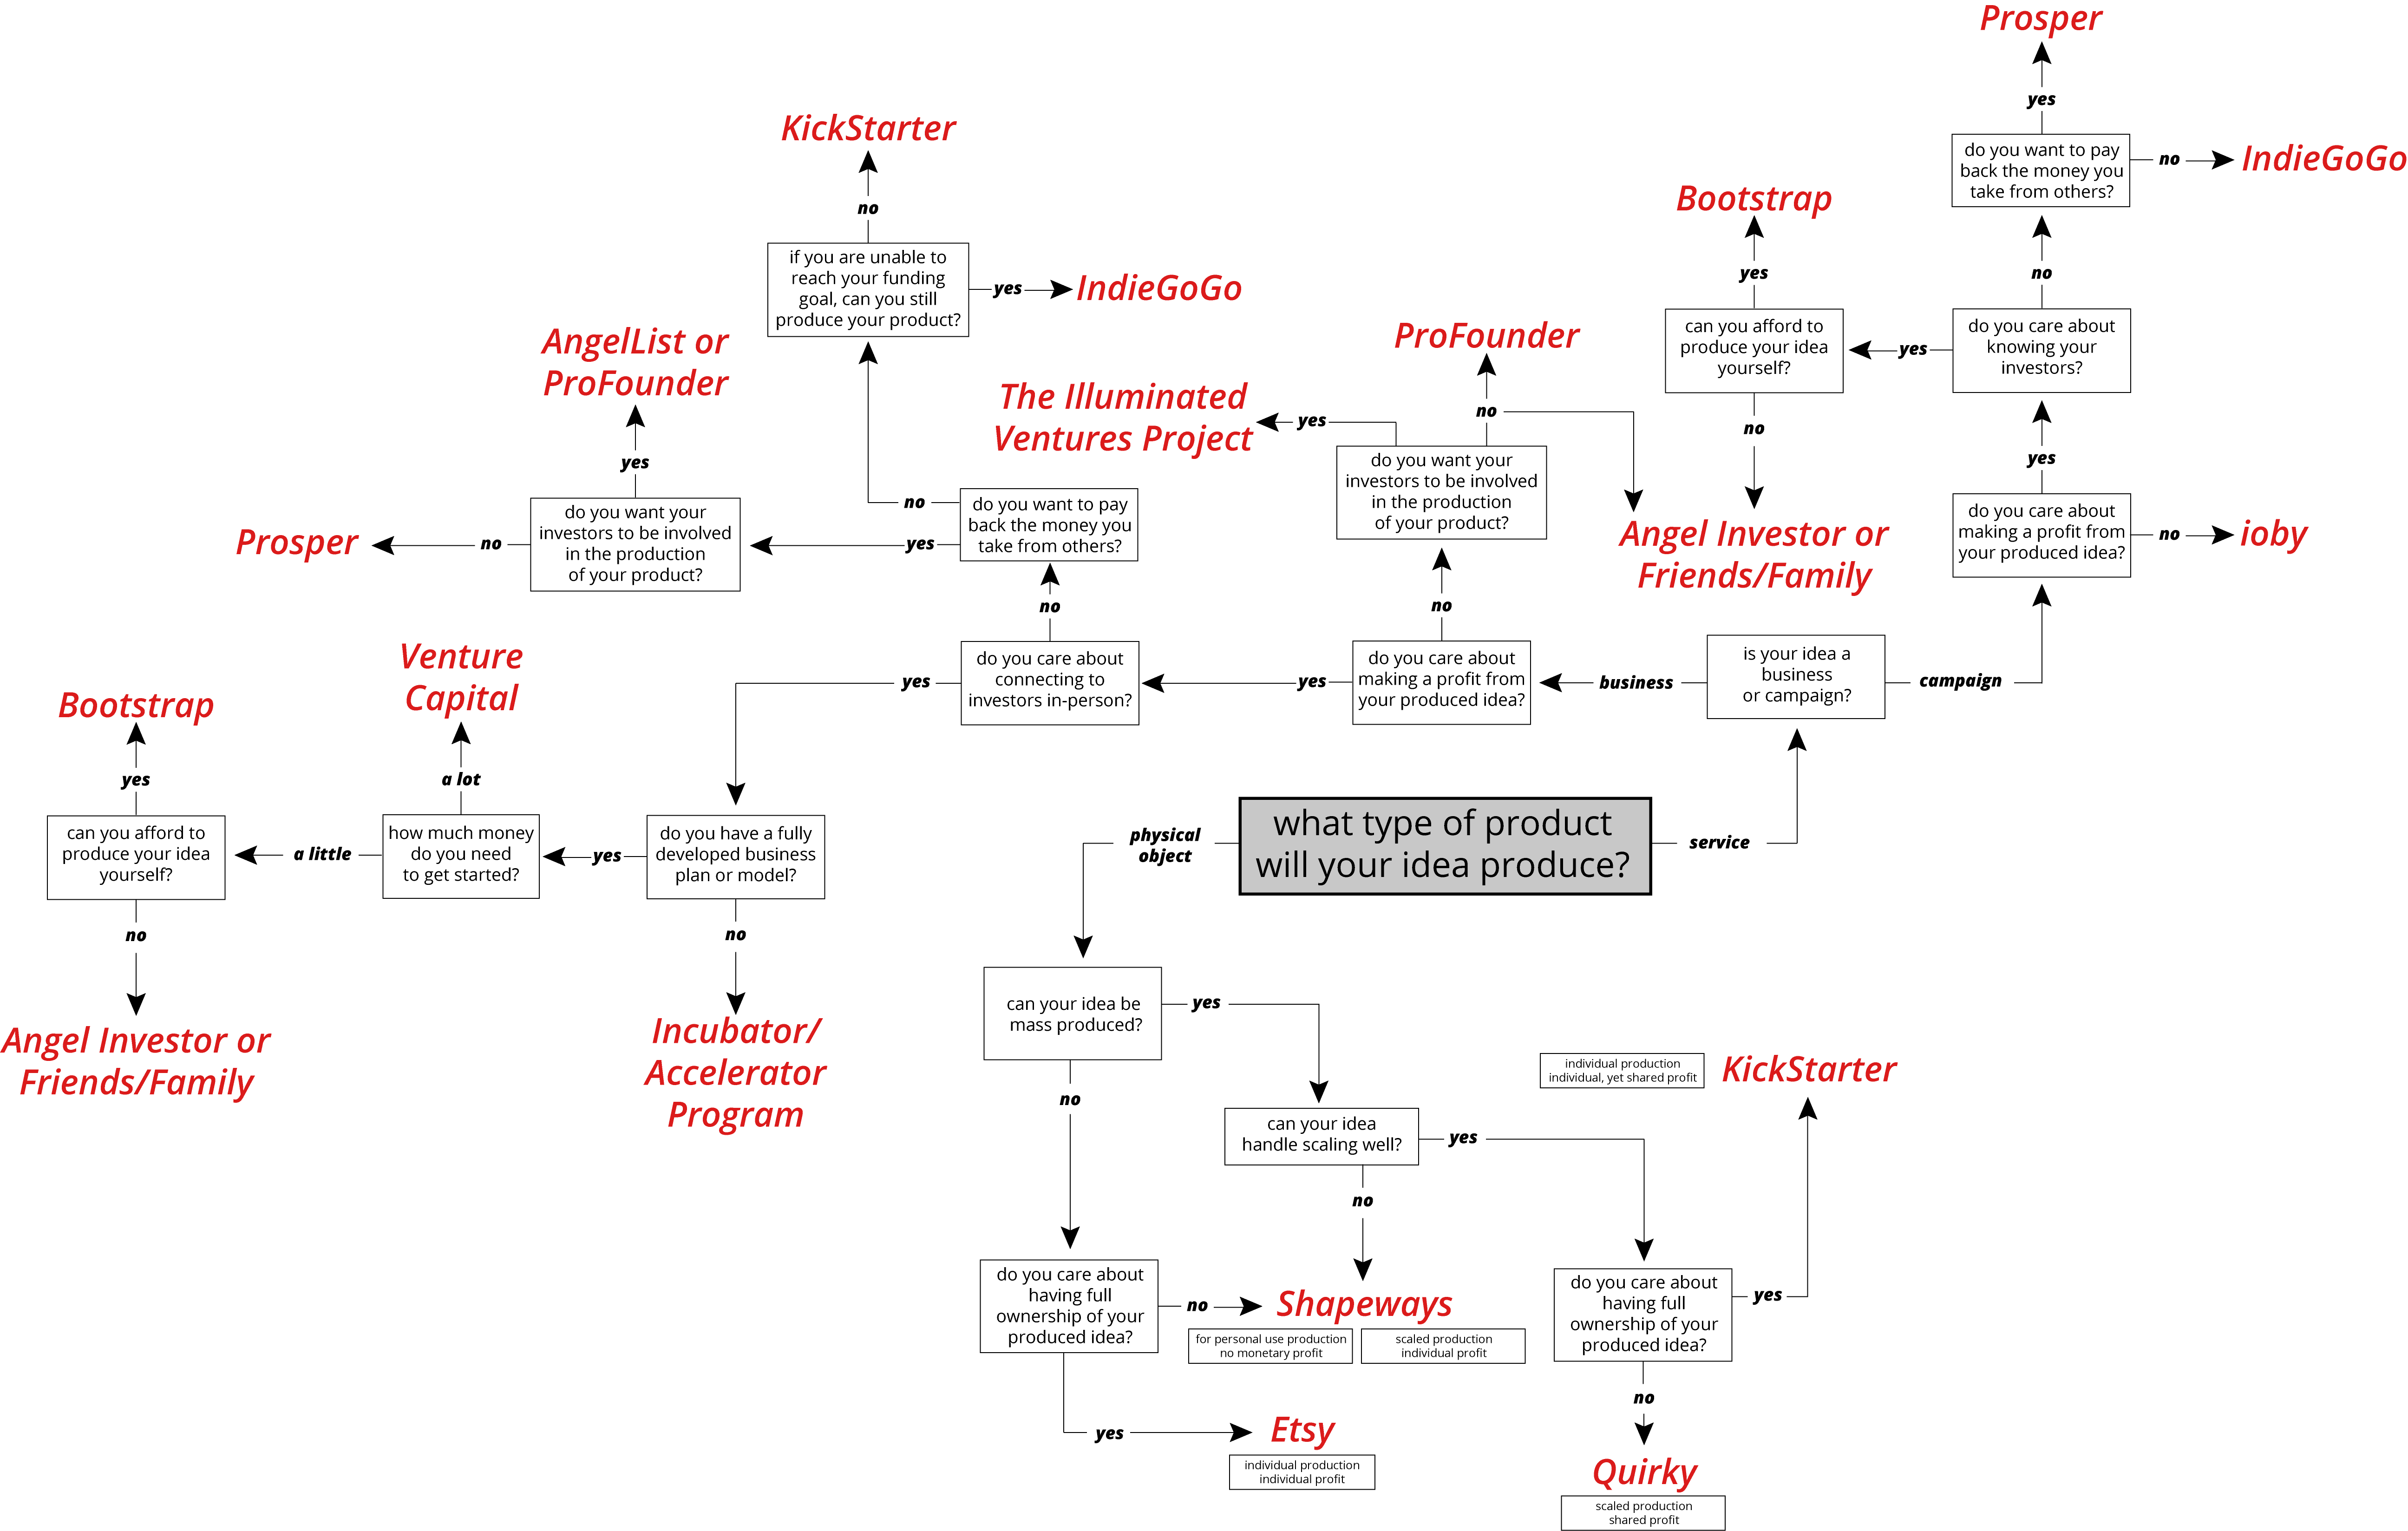 Prosper
yes
do you want to pay
back the money you
take from others?
no
IndieGoGo
no
do you care about
knowing your
investors?
yes
Bootstrap
yes
can you afford to
produce your idea
yourself?
no
Angel Investor or
Friends/Family
yes
do you care about
making a profit from
your produced idea?
no
ioby
KickStarter
no
if you are unable to
reach your funding
goal, can you still
produce your product?
yes
IndieGoGo
AngelList or
ProFounder
yes
do you want your
investors to be involved
in the production
of your product?
no
Prosper
no
yes
do you want to pay
back the money you
take from others?
no
The Illuminated
Ventures Project
yes
ProFounder
no
do you want your
investors to be involved
in the production
of your product?
no
do you care about
connecting to
investors in-person?
yes
yes
do you care about
making a profit from
your produced idea?
business
is your idea a
business
or campaign?
campaign
Bootstrap
yes
can you afford to
produce your idea
yourself?
no
Angel Investor or
Friends/Family
Venture
Capital
a lot
a little
how much money
do you need
to get started?
yes
do you have a fully
developed business
plan or model?
no
Incubator/
Accelerator
Program
physical
object
what type of product
will your idea produce?
service
can your idea be
mass produced?
yes
no
can your idea
handle scaling well?
yes
no
individual production
individual, yet shared profit
KickStarter
do you care about
having full
ownership of your
produced idea?
no
Shapeways
for personal use production
no monetary profit
scaled production
individual profit
yes
Etsy
individual production
individual profit
do you care about
having full
ownership of your
produced idea?
yes
no
Quirky
scaled production
shared profit